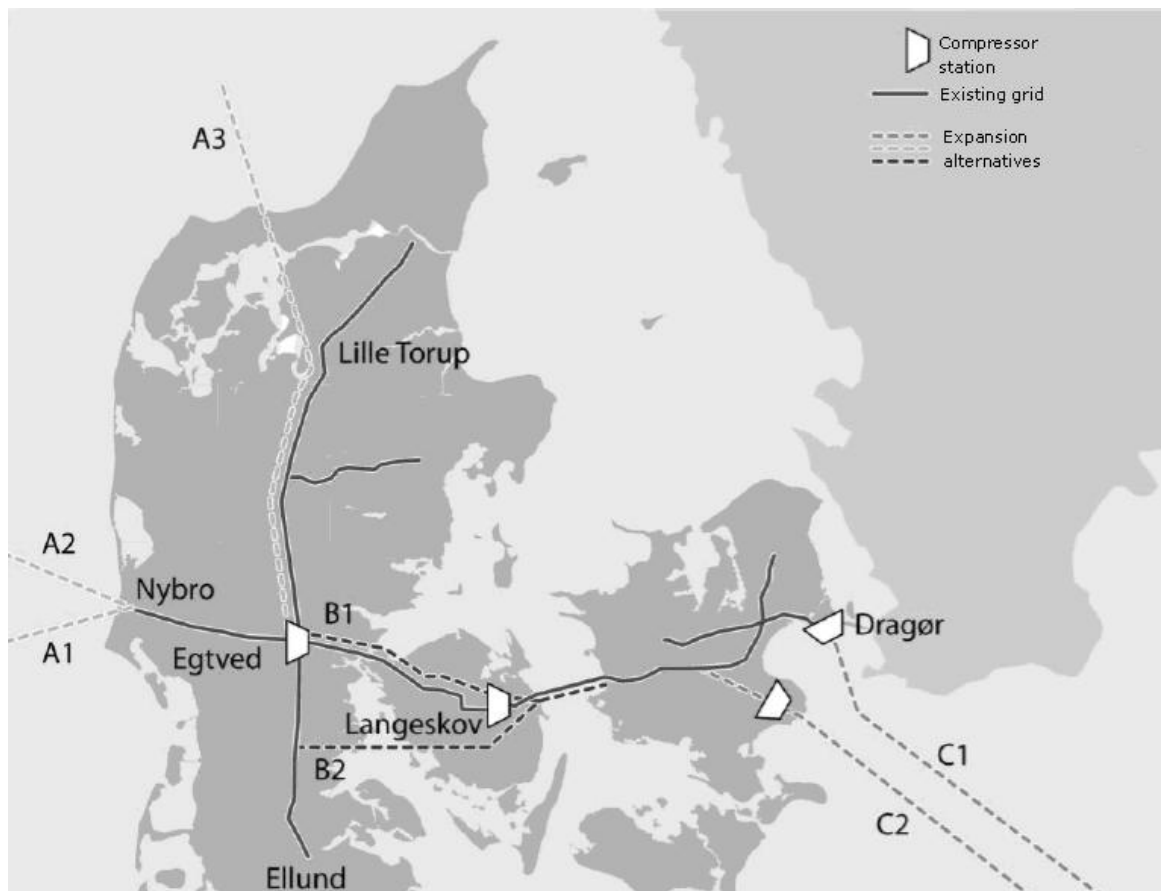 Compressor
station
Existing grid
Expansion
alternatives
A3
Lille Torup
A2
Nybro
A1
Egtved
B1
Dragør
Langeskov
B2
C1
C2
Ellund